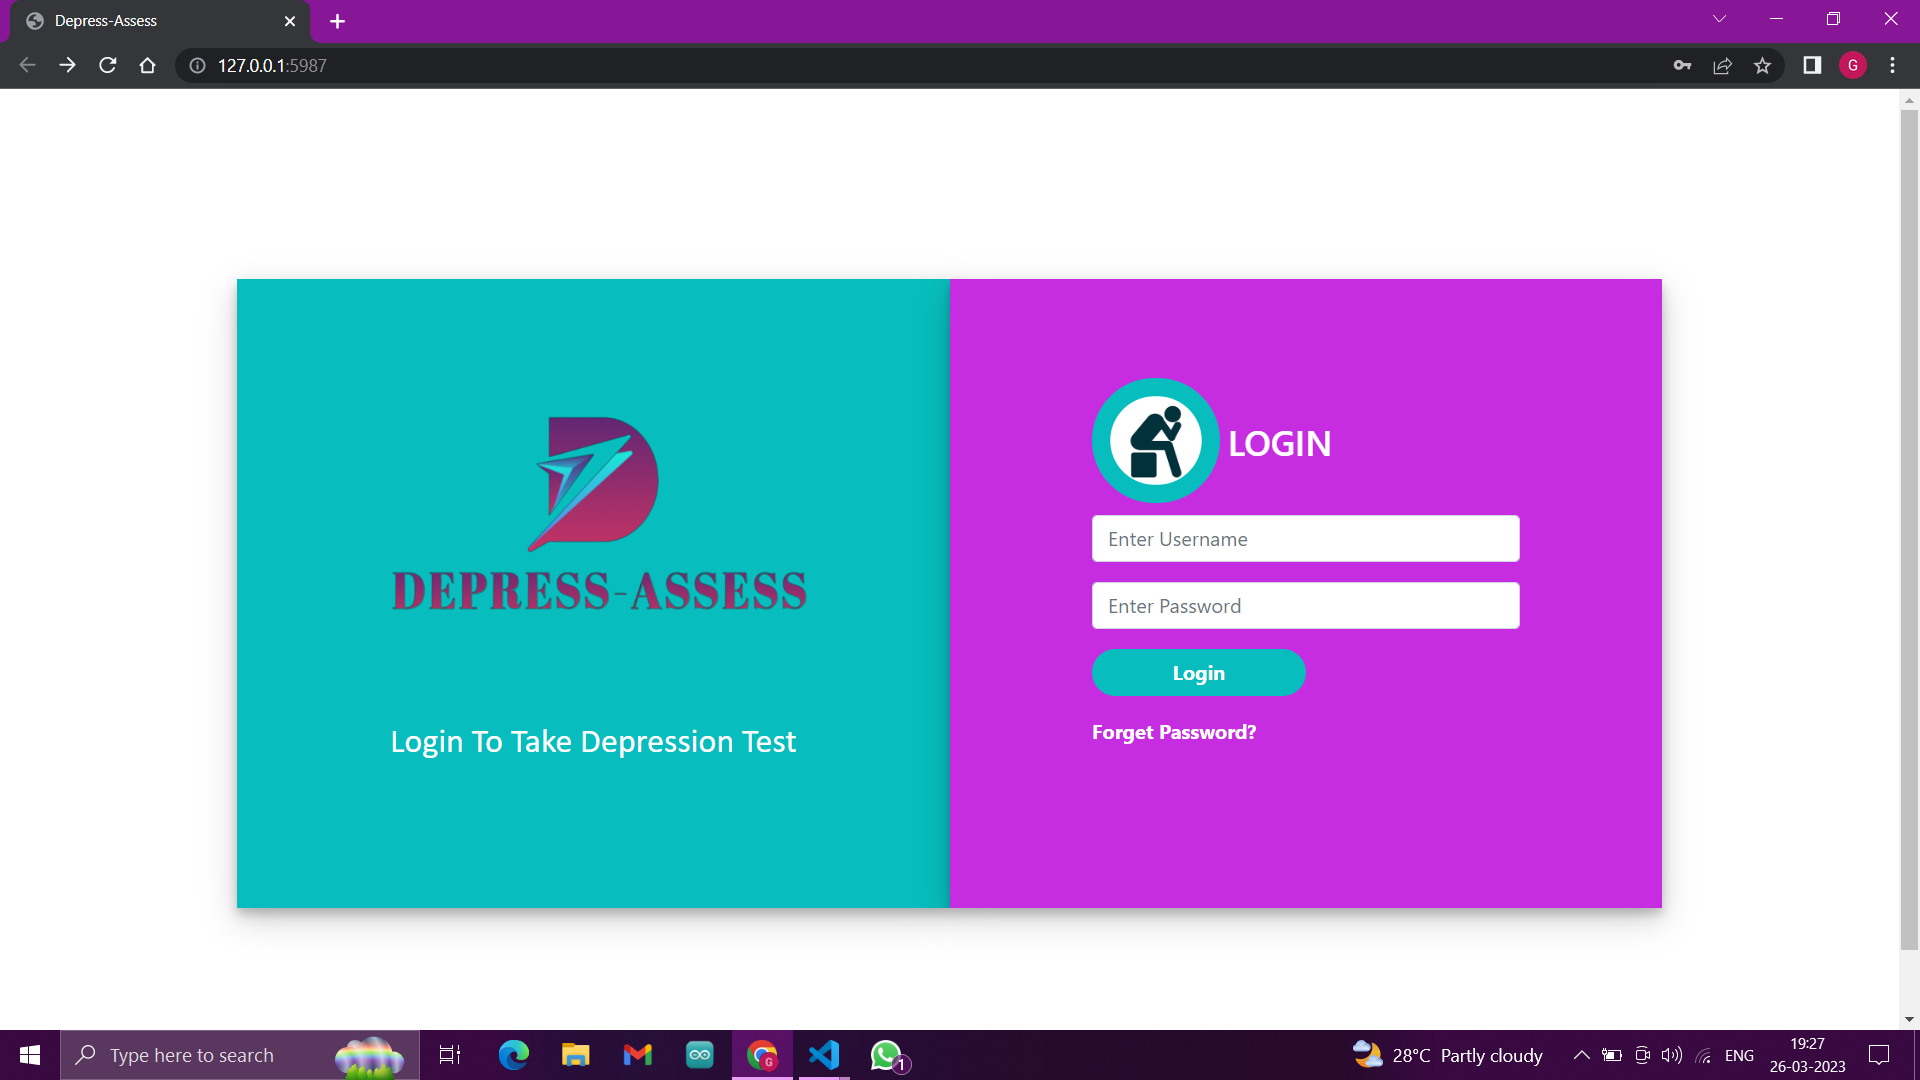 Depress-Assess
127.0.0.1:5987
G
DEPRESS-ASSESS
Login To Take Depression Test
LOGIN
Enter Username
Enter Password
Login
Forget Password?
Type here to search
G
1
28°C Partly cloudy
ENG
19:27
26-03-2023